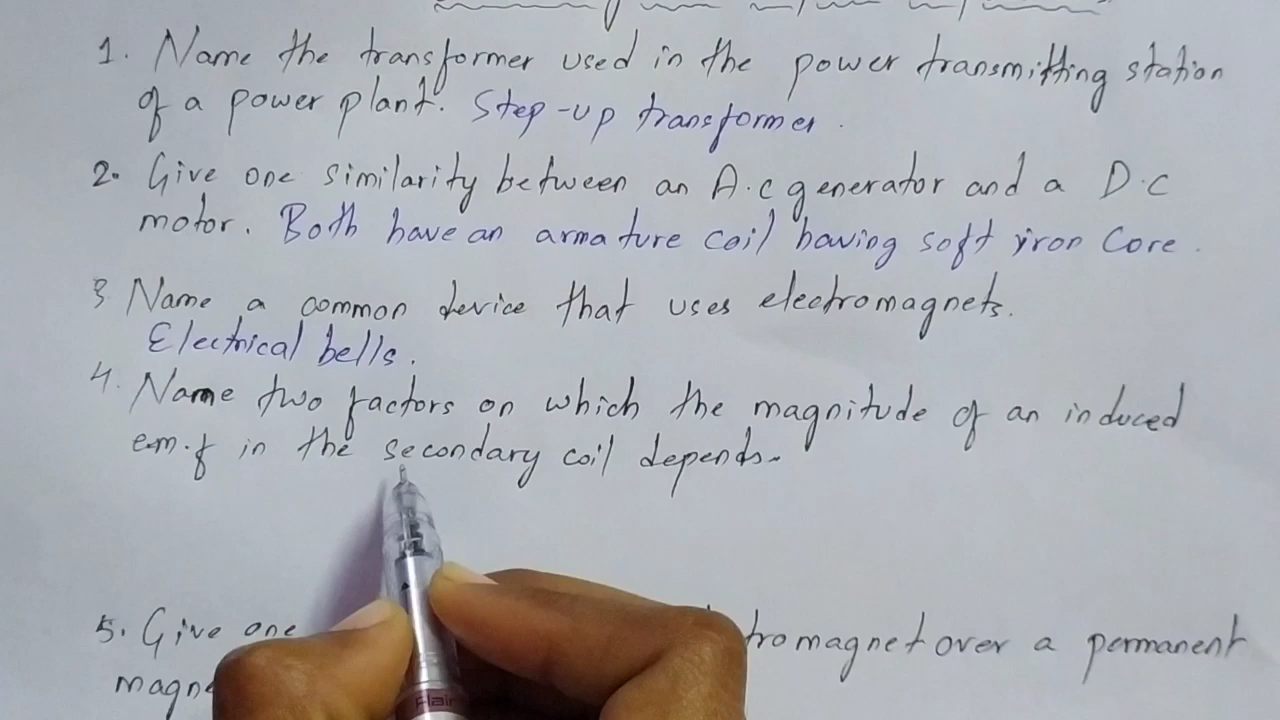 1. Name the transformer used in the power transmitting station
of a power plant. Step-up transformer.
2. Give one similarity between an A.c generator and a D.c
motor. Both have an armature coil having soft iron Core.
3 Name a common device that uses electromagnets.
Electrical bells.
4. Name two factors on which the magnitude of an induced
e.m.f in the secondary coil depends.
5. Give one tromagnet over a permanent
magne
Flair